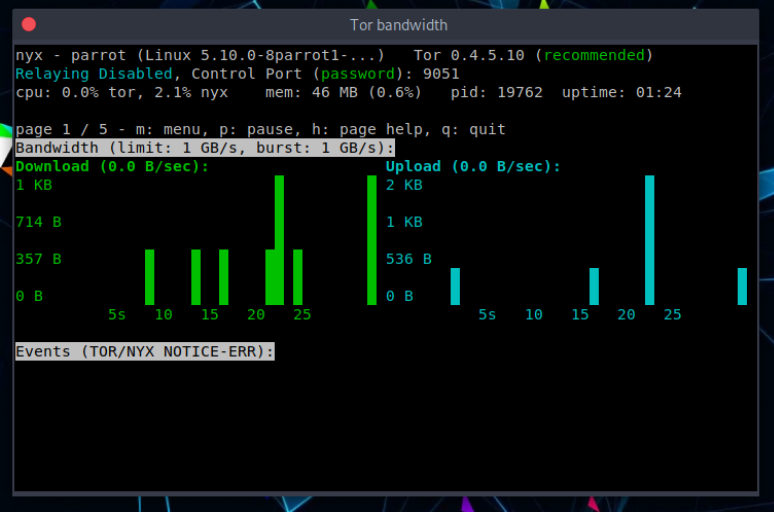 Tor bandwidth
nyx - parrot (Linux 5.10.0-8parrot1-...)   Tor 0.4.5.10 (recommended)
Relaying Disabled, Control Port (password): 9051
cpu: 0.0% tor, 2.1% nyx    mem: 46 MB (0.6%)   pid: 19762  uptime: 01:24
page 1 / 5 - m: menu, p: pause, h: page help, q: quit
Bandwidth (limit: 1 GB/s, burst: 1 GB/s):
Download (0.0 B/sec):   Upload (0.0 B/sec):
1 KB   2 KB
714 B   1 KB
357 B   536 B
0 B   0 B
5s   10   15   20   25   5s   10   15   20   25
Events (TOR/NYX NOTICE-ERR):